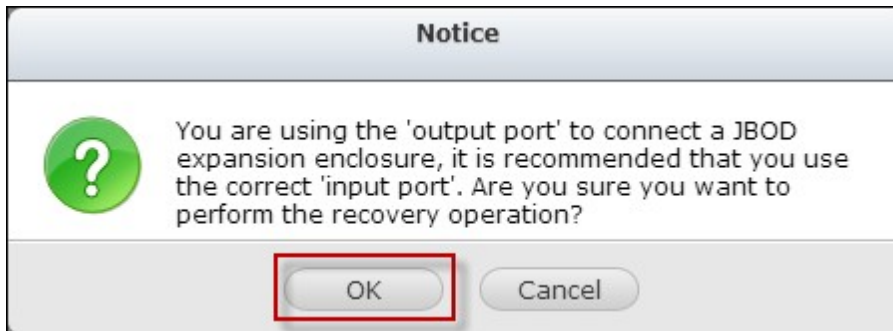 Notice
You are using the 'output port' to connect a JBOD
expansion enclosure, it is recommended that you use
the correct 'input port'. Are you sure you want to
perform the recovery operation?
OK
Cancel